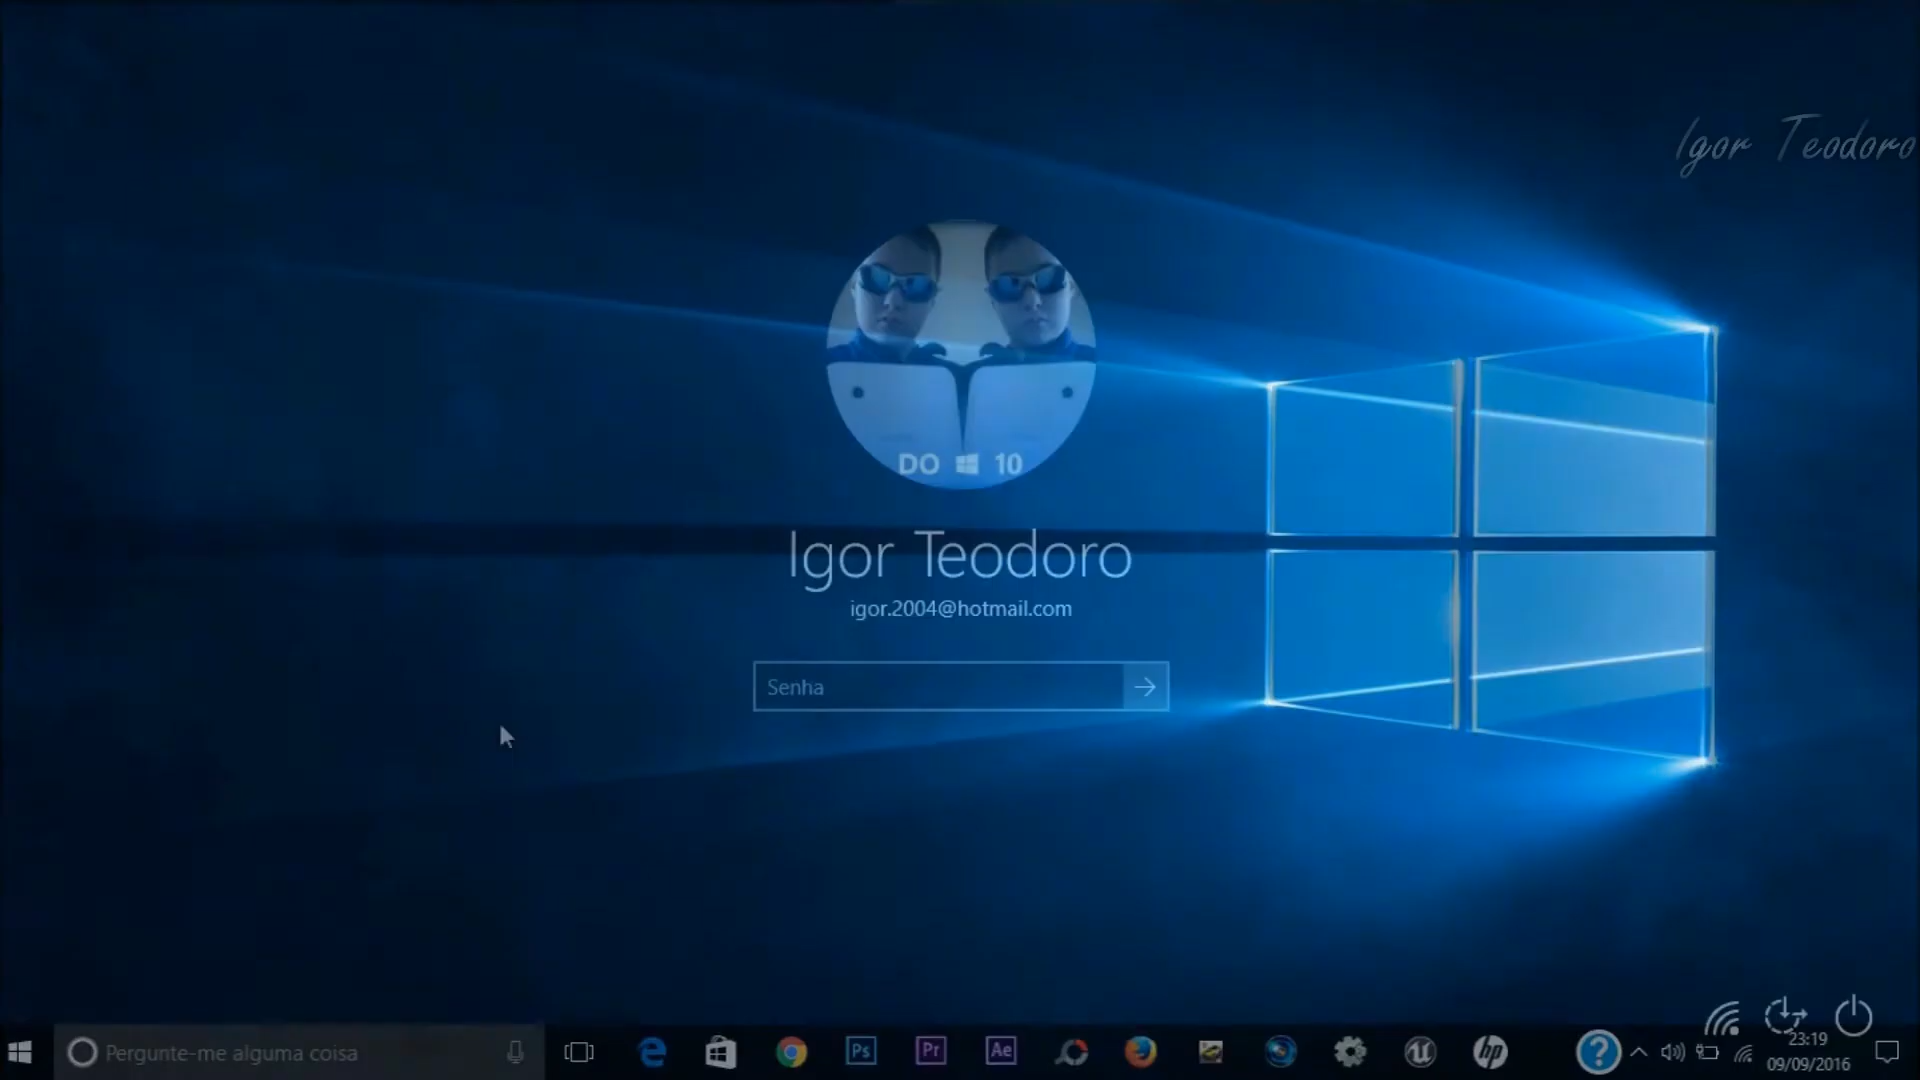 Igor Teodoro
DO 10
Igor Teodoro
igor.2004@hotmail.com
Senha
Pergunte-me alguma coisa
Ps
Pr
Ae
hp
?
23:19
09/09/2016